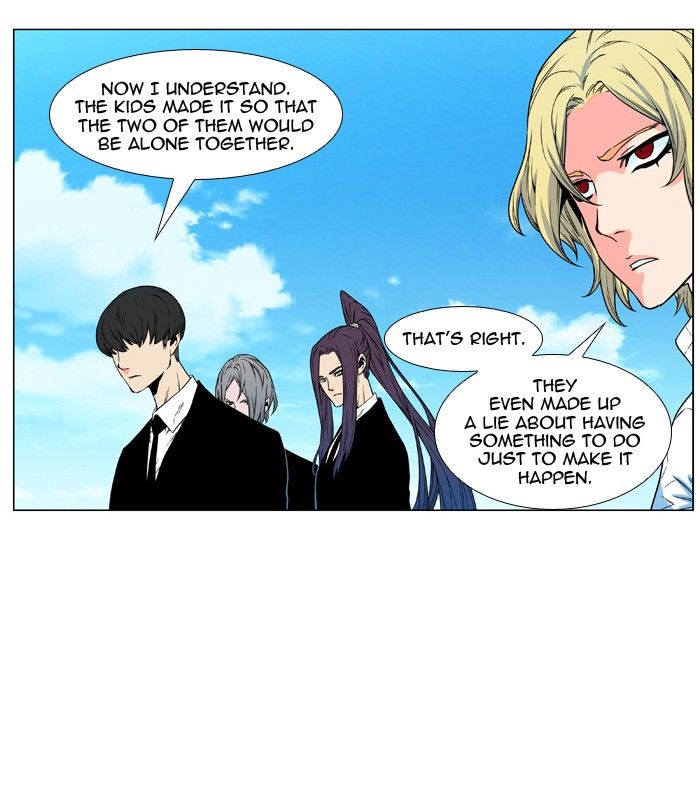 NOW I UNDERSTAND.
THE KIDS MADE IT SO THAT
THE TWO OF THEM WOULD
BE ALONE TOGETHER.
THAT'S RIGHT.
THEY
EVEN MADE UP
A LIE ABOUT HAVING
SOMETHING TO DO
JUST TO MAKE IT
HAPPEN.